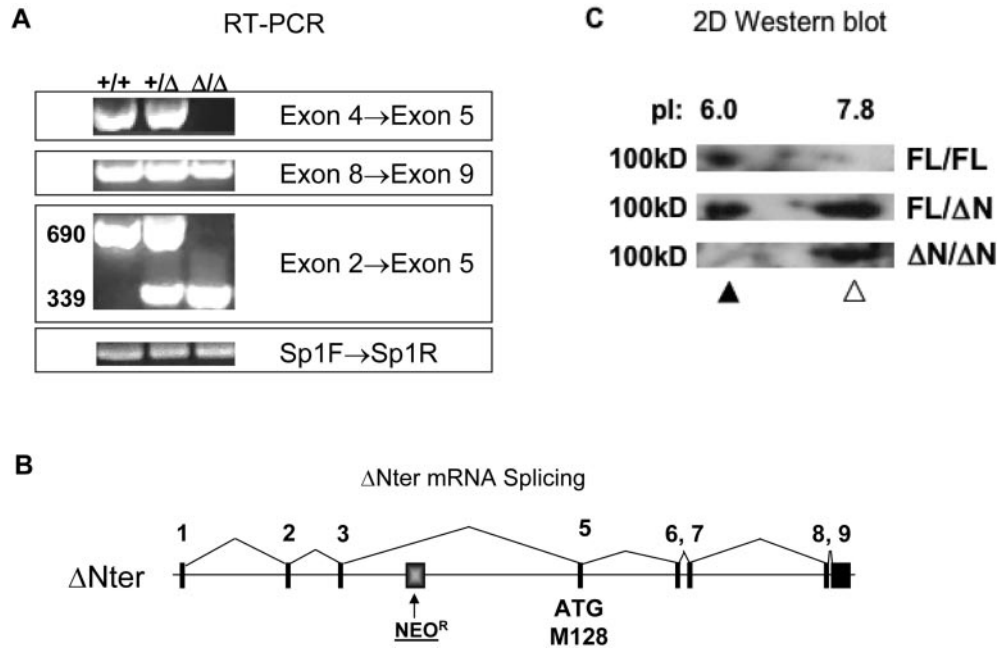 A
RT-PCR
+/+ +/Δ Δ/Δ
Exon 4→Exon 5
Exon 8→Exon 9
690
339
Exon 2→Exon 5
Sp1F→Sp1R
C
2D Western blot
pI: 6.0 7.8
100kD FL/FL
100kD FL/ΔN
100kD ΔN/ΔN
B
ΔNter mRNA Splicing
1 2 3 5 6, 7 8, 9
ΔNter
NEOᴿ
ATG
M128